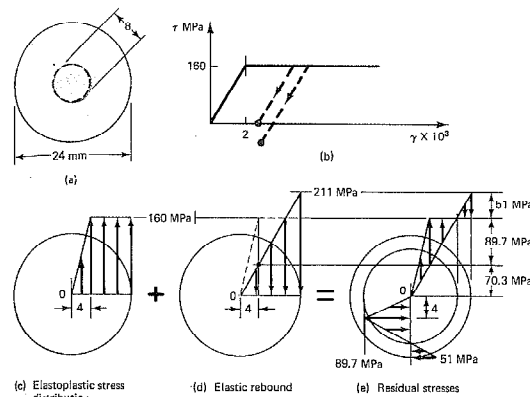 8
24 mm
(a)
τ MPa
160
2
γ X 10³
(b)
211 MPa
160 MPa
51 MPa
89.7 MPa
70.3 MPa
0
4
+
0
4
=
0
4
89.7 MPa
51 MPa
(c) Elastoplastic stress
(d) Elastic rebound
(e) Residual stresses